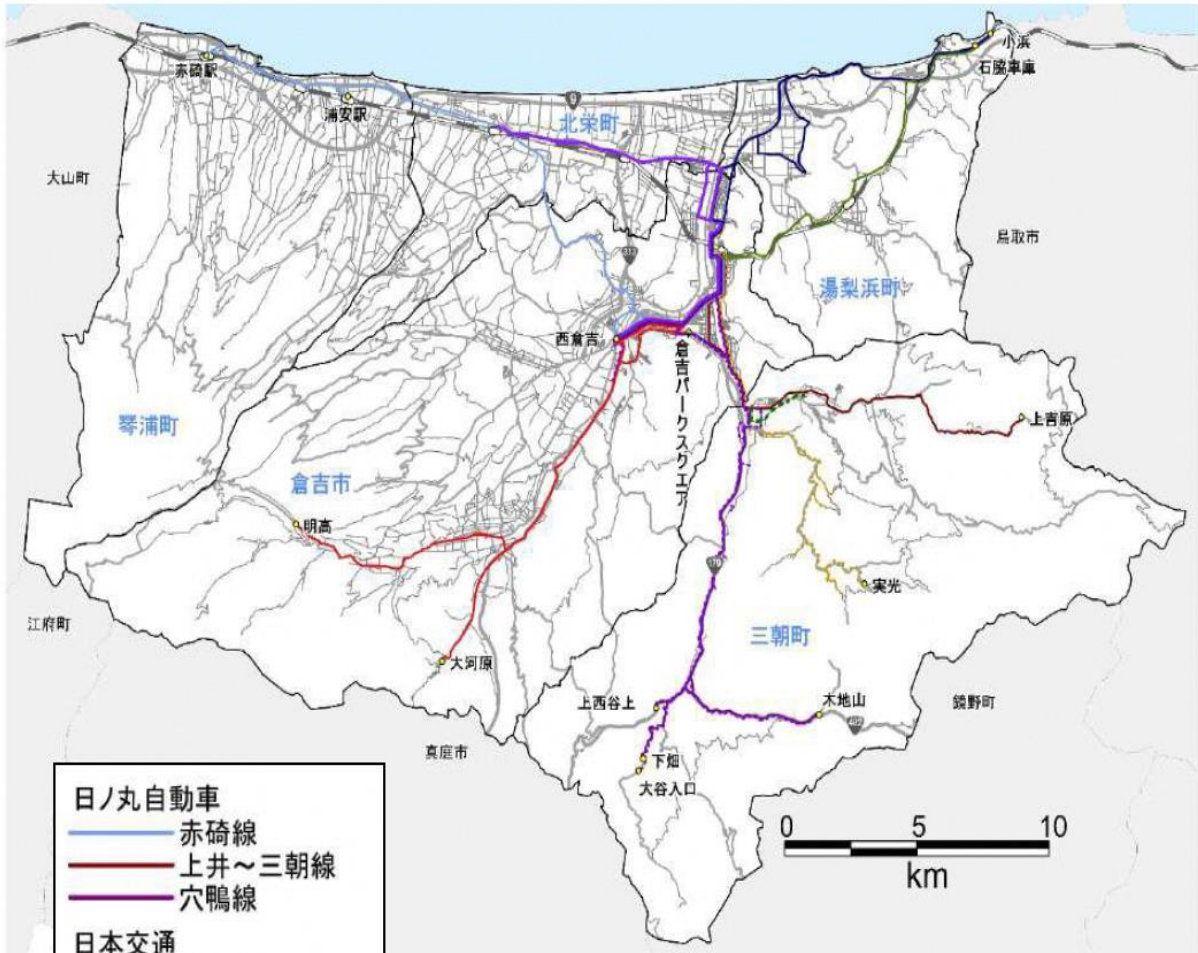 小浜
石脇車庫
赤碕駅
浦安駅
9
北栄町
大山町
鳥取市
湯梨浜町
313
西倉吉
倉吉パークスクエア
上吉原
琴浦町
倉吉市
明高
179
実光
江府町
三朝町
大河原
上西谷上
木地山
鏡野町
482
真庭市
下畑
大谷入口
日ノ丸自動車
赤碕線
上井～三朝線
穴鴨線
日本交通
0 5 10
km